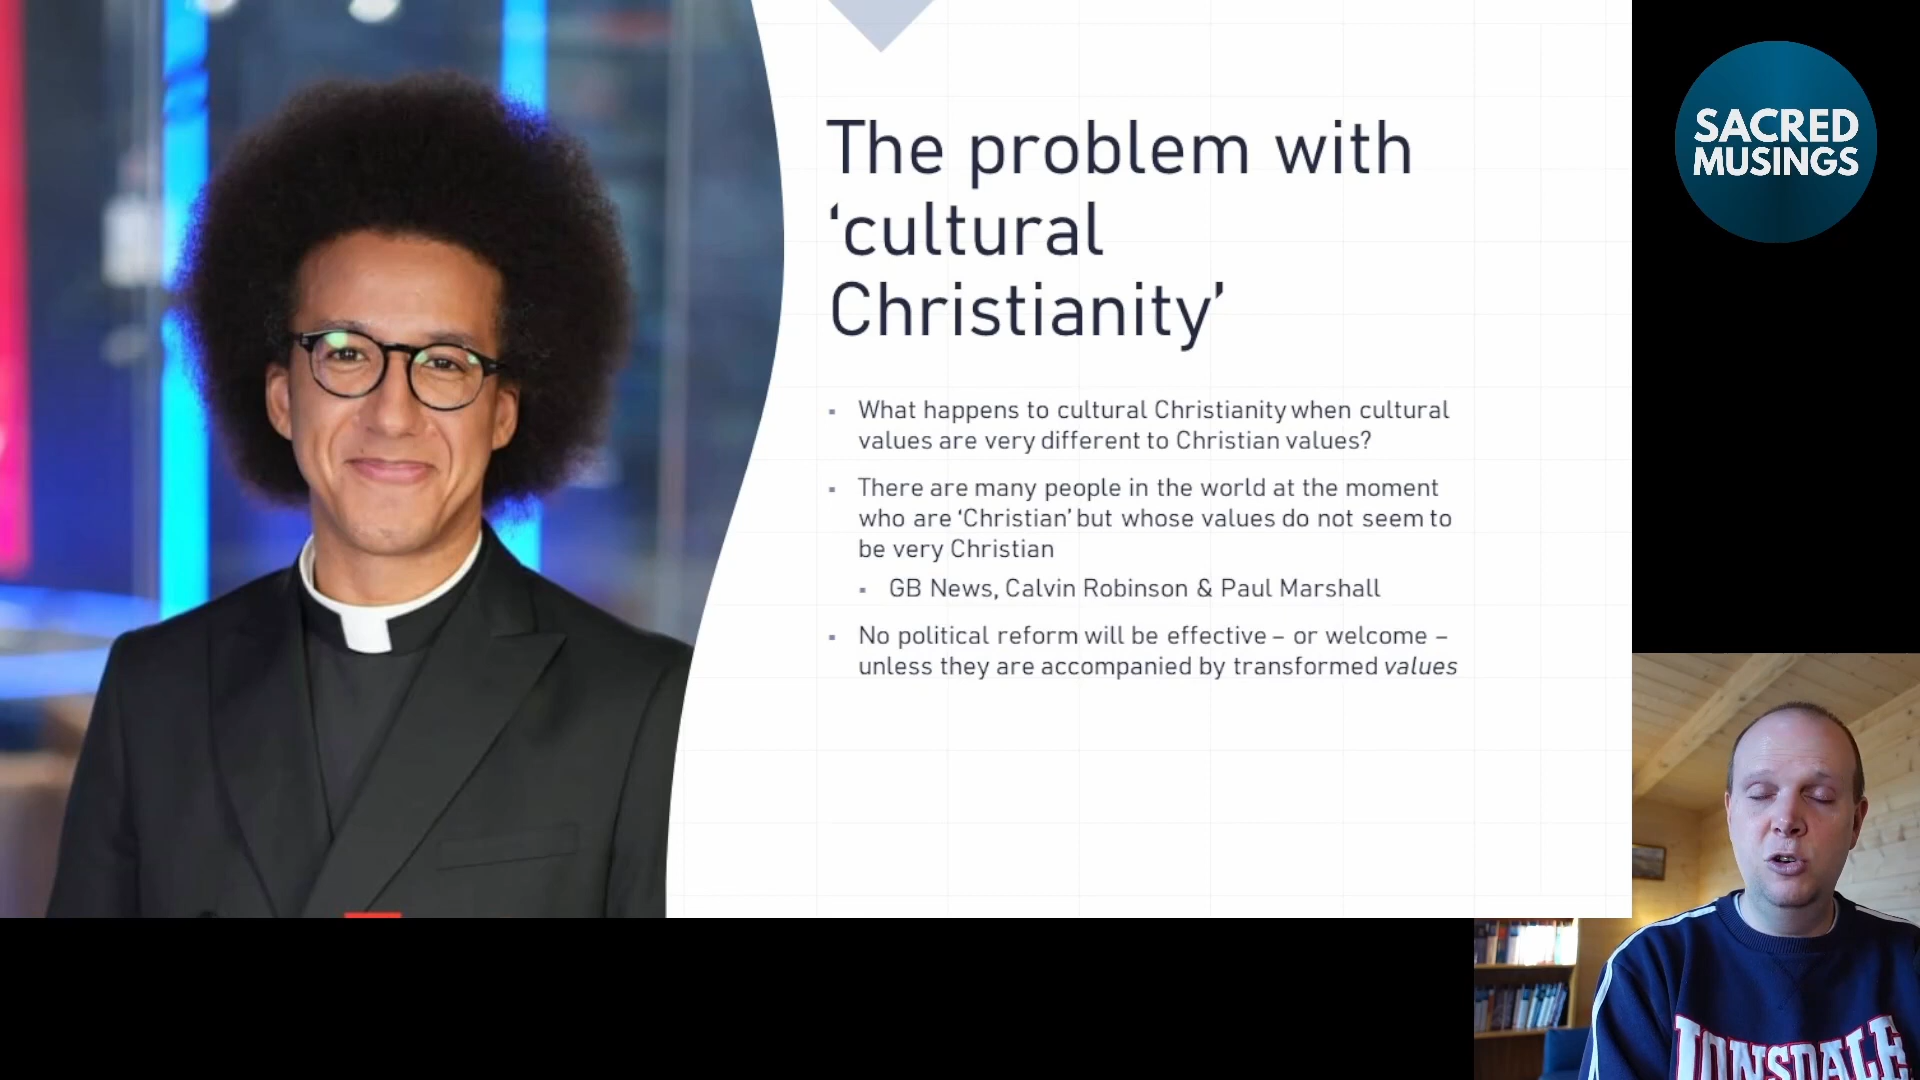 The problem with
‘cultural
Christianity’
▪ What happens to cultural Christianity when cultural
values are very different to Christian values?
▪ There are many people in the world at the moment
who are ‘Christian’ but whose values do not seem to
be very Christian
▪ GB News, Calvin Robinson & Paul Marshall
▪ No political reform will be effective – or welcome –
unless they are accompanied by transformed values
SACRED
MUSINGS
LONSDALE